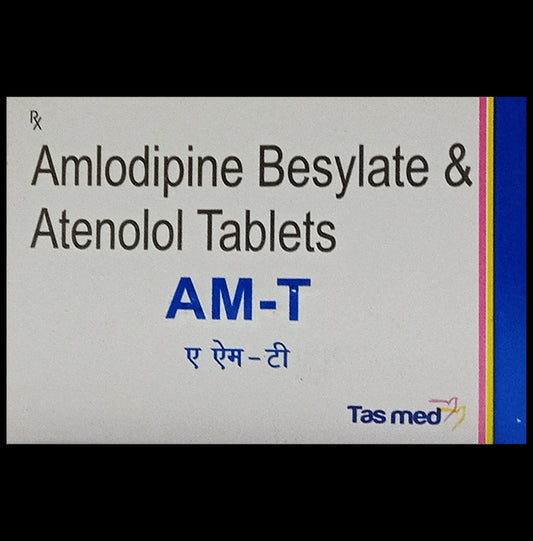 Rx
Amlodipine Besylate &
Atenolol Tablets
AM-T
ए ऐम-टी
Tas med